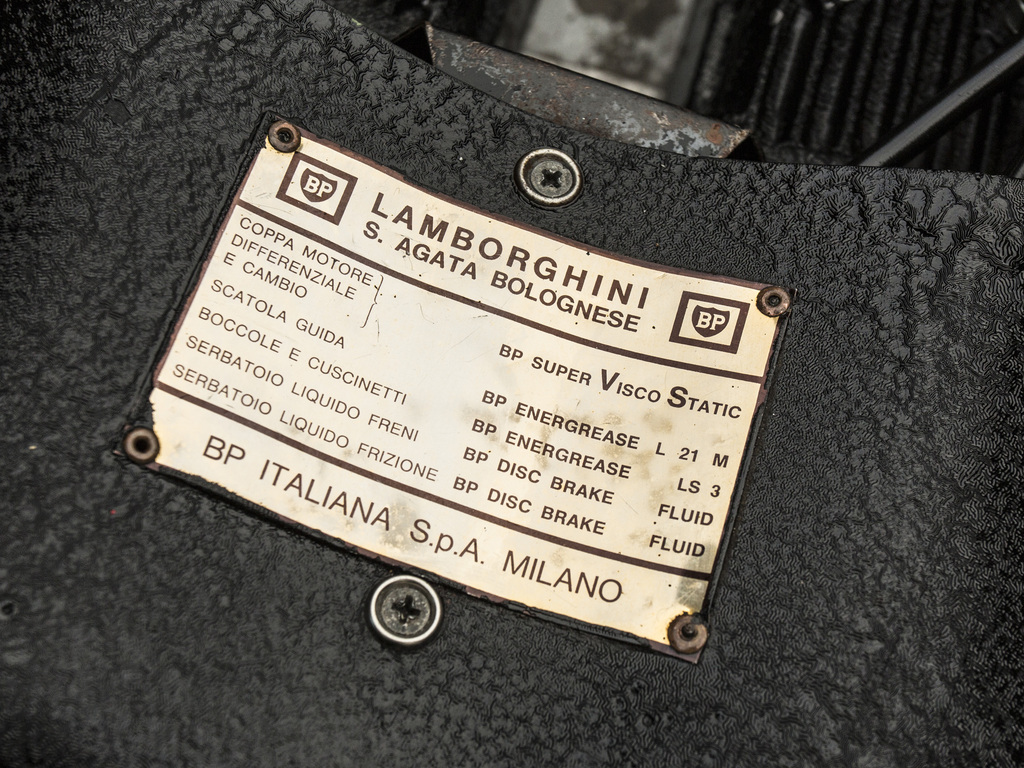 BP LAMBORGHINI BP
S. AGATA BOLOGNESE
COPPA MOTORE
DIFFERENZIALE
E CAMBIO
BP SUPER VISCO STATIC
SCATOLA GUIDA BP ENERGREASE L 21 M
BOCCOLE E CUSCINETTI BP ENERGREASE LS 3
SERBATOIO LIQUIDO FRENI BP DISC BRAKE FLUID
SERBATOIO LIQUIDO FRIZIONE BP DISC BRAKE FLUID
BP ITALIANA S.p.A. MILANO